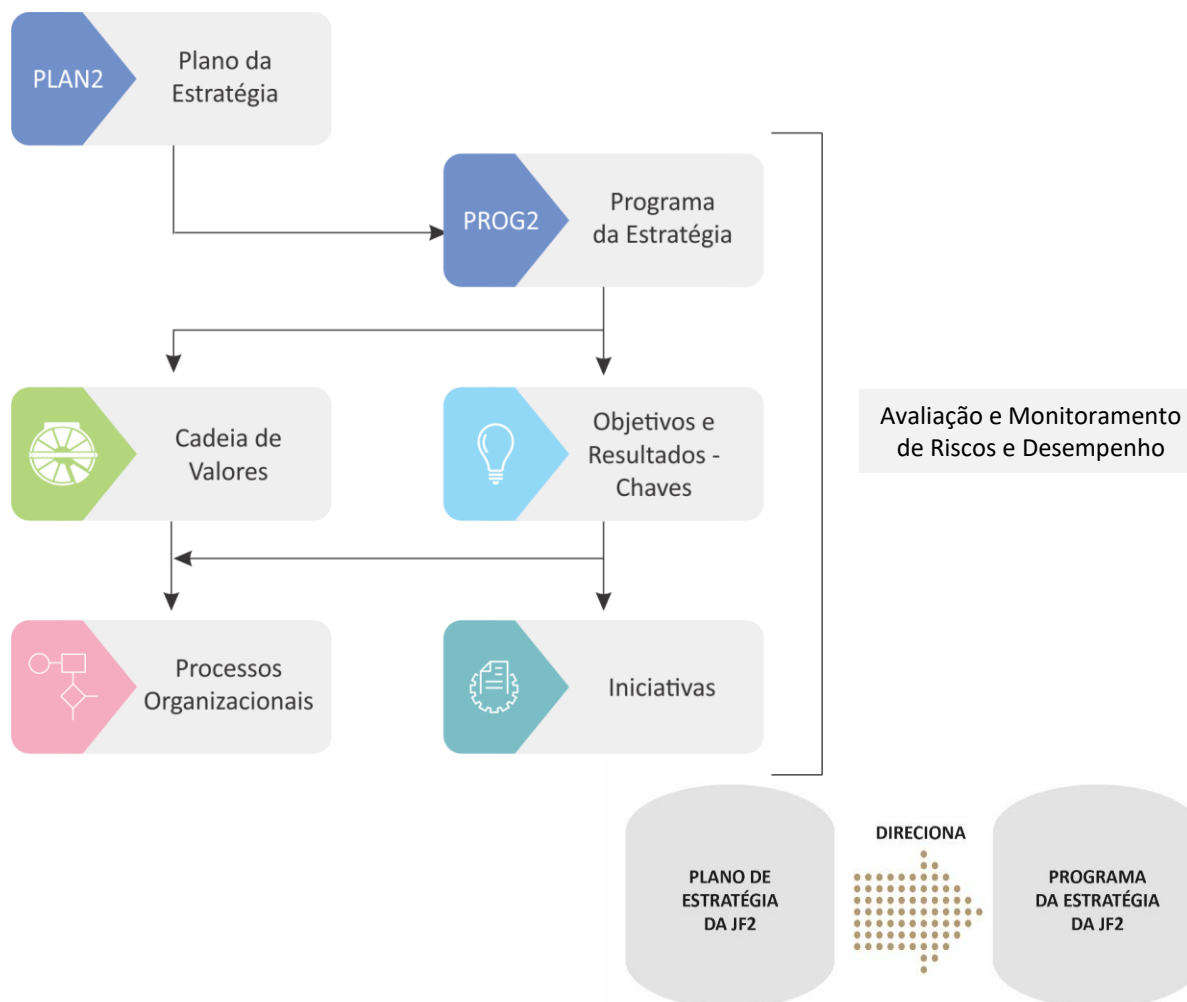 PLAN2
Plano da
Estratégia
PROG2
Programa
da Estratégia
Cadeia de
Valores
Objetivos e
Resultados -
Chaves
Avaliação e Monitoramento
de Riscos e Desempenho
Processos
Organizacionais
Iniciativas
PLANO DE
ESTRATÉGIA
DA JF2
DIRECIONA
PROGRAMA
DA ESTRATÉGIA
DA JF2